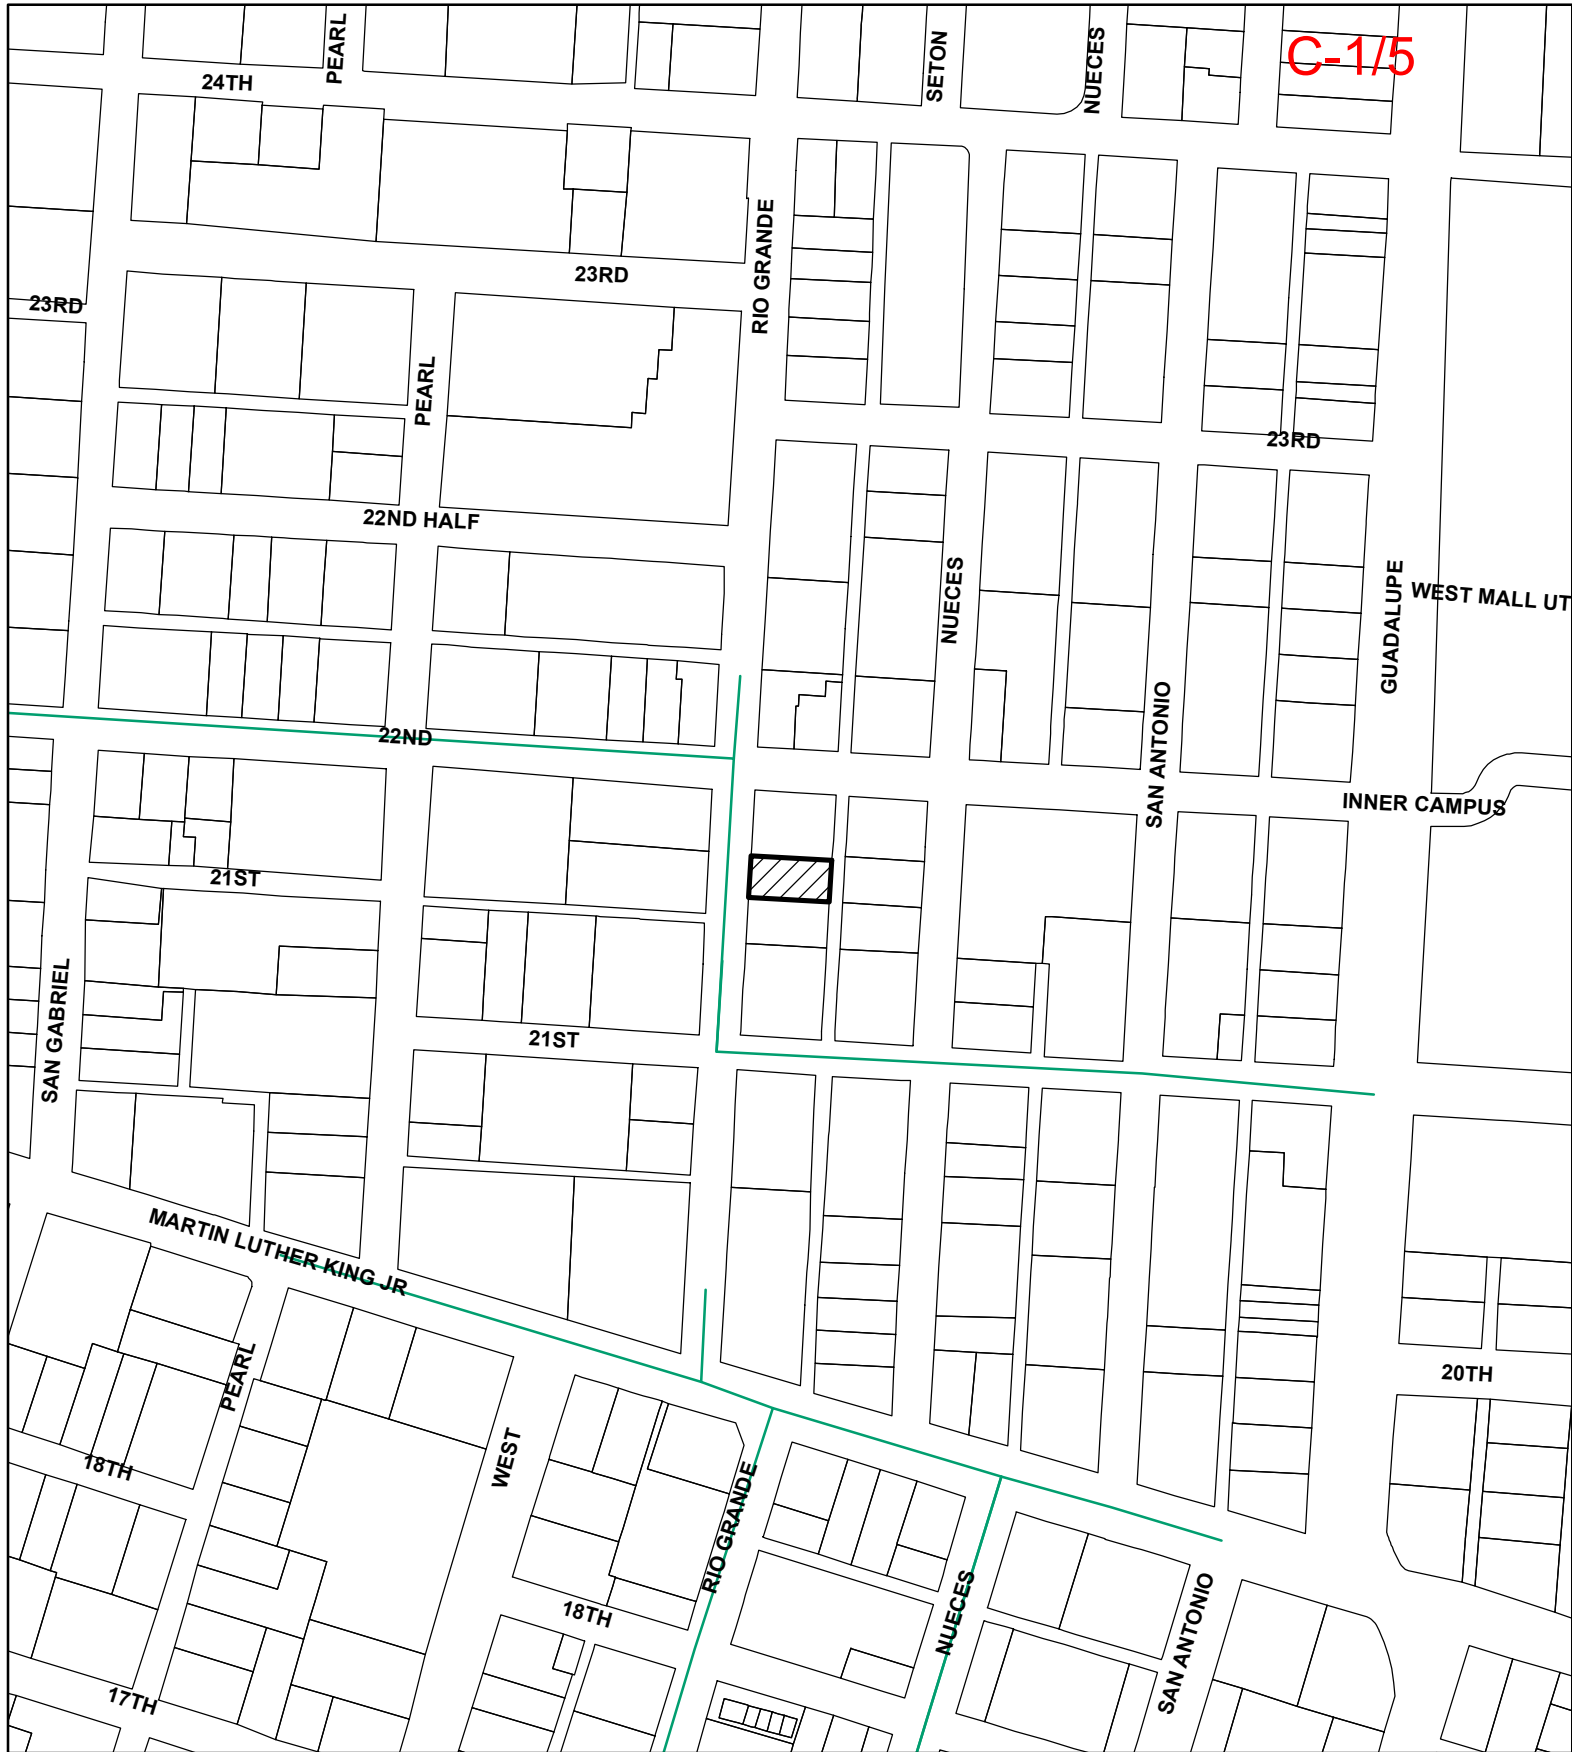 PEARL
SETON
NUECES
C-1/5
24TH
RIO GRANDE
23RD
23RD
PEARL
23RD
22ND HALF
NUECES
GUADALUPE
WEST MALL UT
SAN ANTONIO
22ND
INNER CAMPUS
21ST
SAN GABRIEL
21ST
MARTIN LUTHER KING JR
PEARL
20TH
WEST
18TH
RIO GRANDE
NUECES
18TH
SAN ANTONIO
17TH